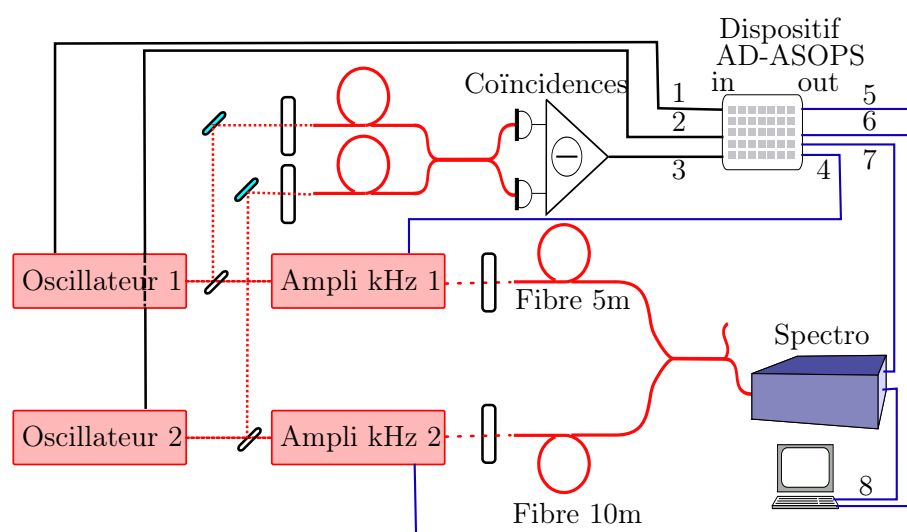 Dispositif
AD-ASOPS
in out
Coïncidences
1
2
3
4
5
6
7
Oscillateur 1
Ampli kHz 1
Fibre 5m
Spectro
Oscillateur 2
Ampli kHz 2
Fibre 10m
8